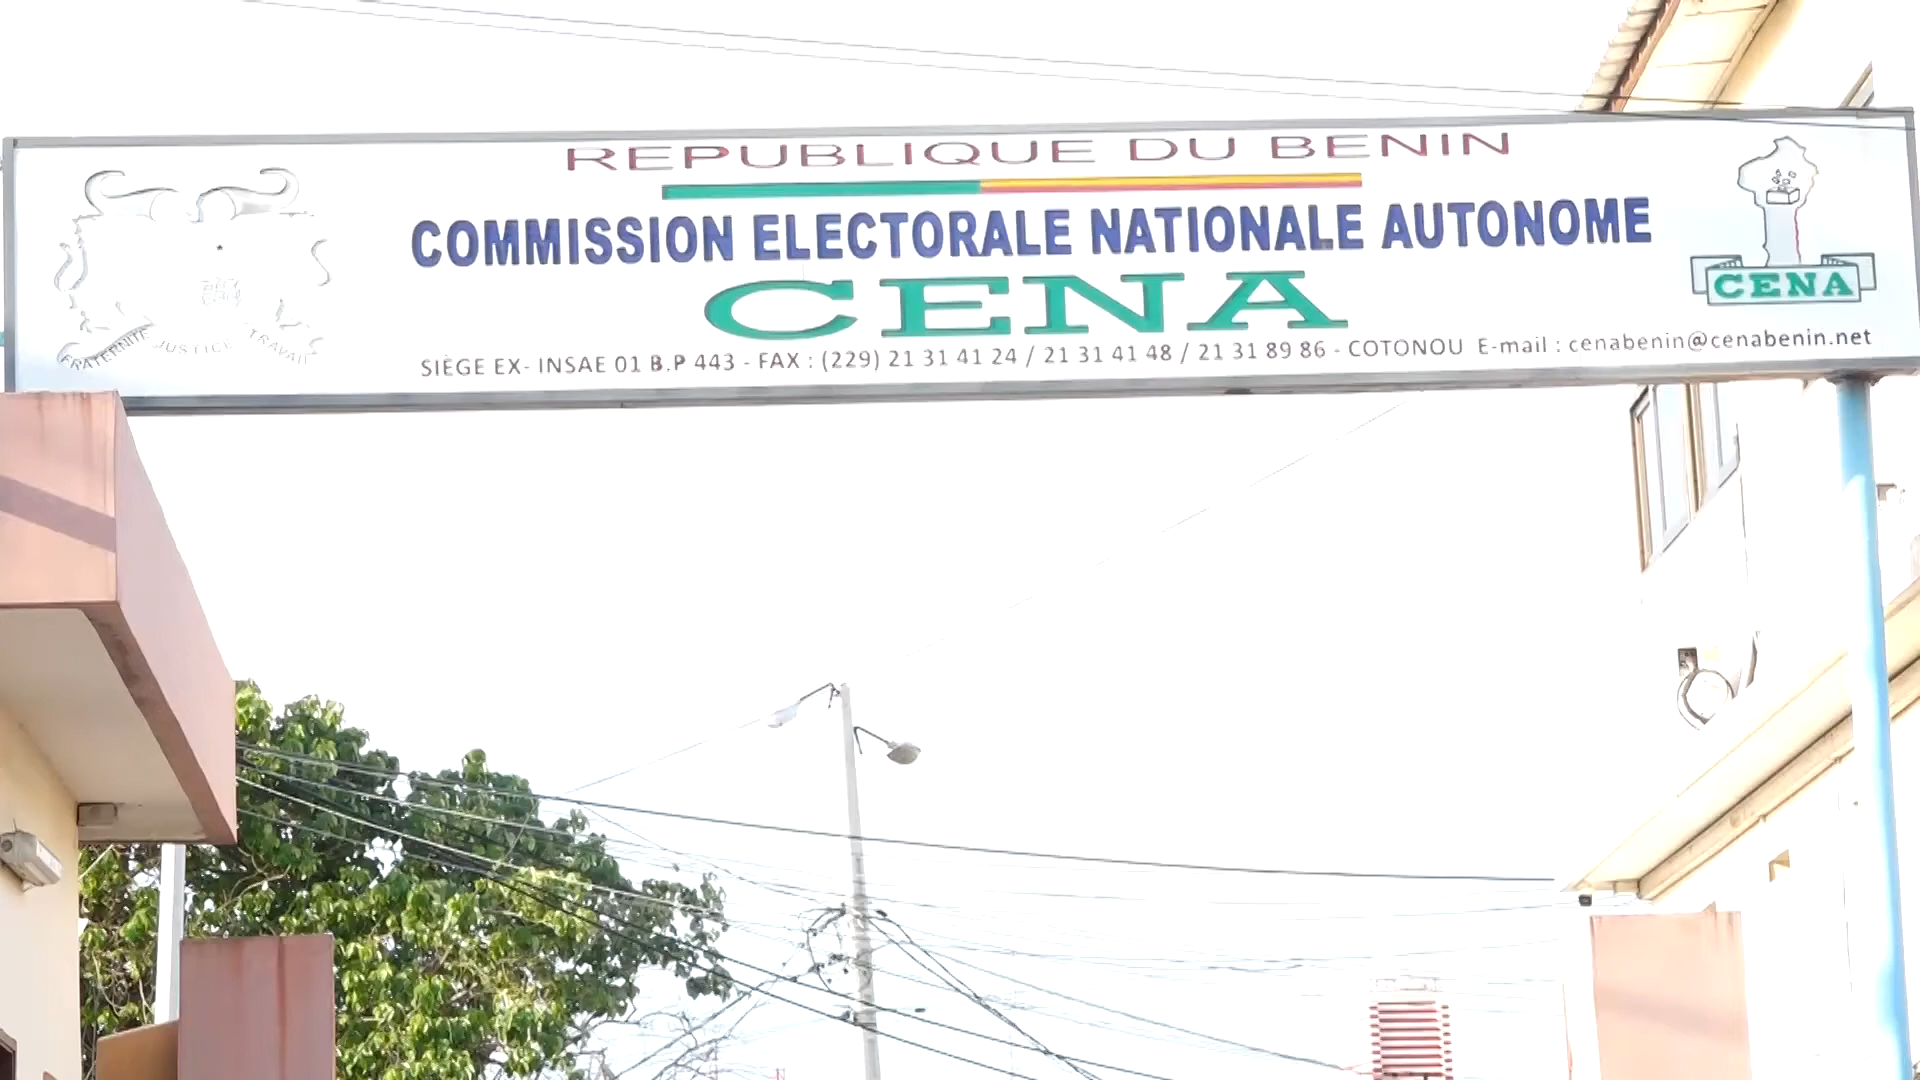 REPUBLIQUE DU BENIN
COMMISSION ELECTORALE NATIONALE AUTONOME
CENA
SIÈGE EX- INSAE 01 B.P 443 - FAX : (229) 21 31 41 24 / 21 31 41 48 / 21 31 89 86 - COTONOU E-mail : cenabenin@cenabenin.net
FRATERNITE JUSTICE TRAVAIL
CENA